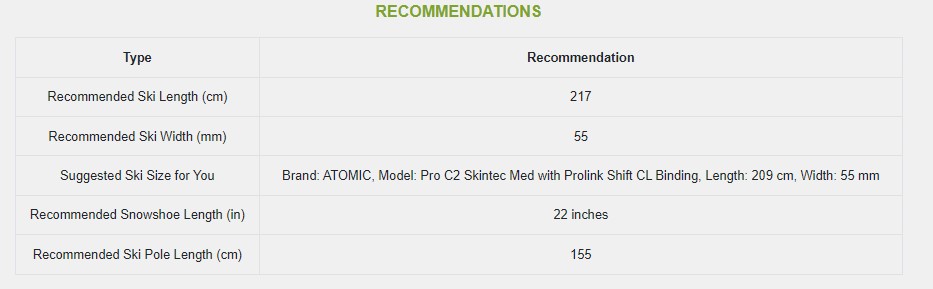 RECOMMENDATIONS
Type Recommendation
Recommended Ski Length (cm) 217
Recommended Ski Width (mm) 55
Suggested Ski Size for You Brand: ATOMIC, Model: Pro C2 Skintec Med with Prolink Shift CL Binding, Length: 209 cm, Width: 55 mm
Recommended Snowshoe Length (in) 22 inches
Recommended Ski Pole Length (cm) 155